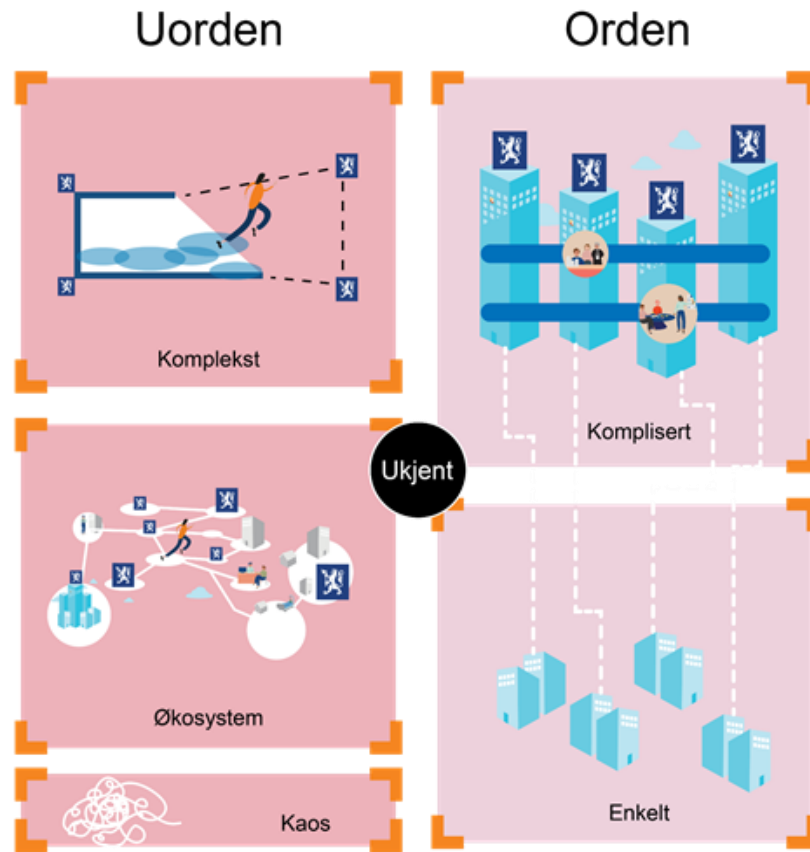 Uorden
Orden
Komplekst
Komplisert
Ukjent
Økosystem
Enkelt
Kaos